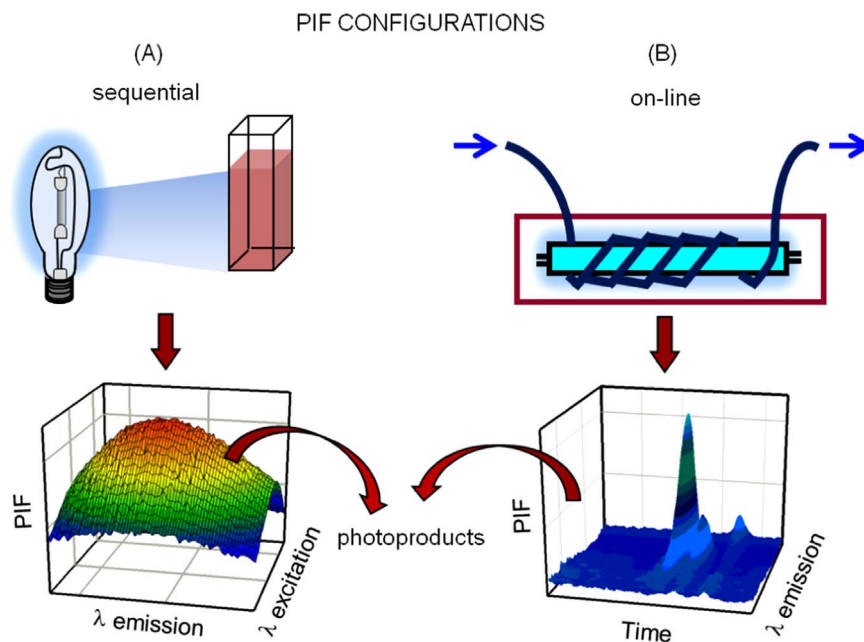 PIF CONFIGURATIONS
(A)
sequential
(B)
on-line
PIF
λ emission
λ excitation
photoproducts
PIF
Time
λ emission